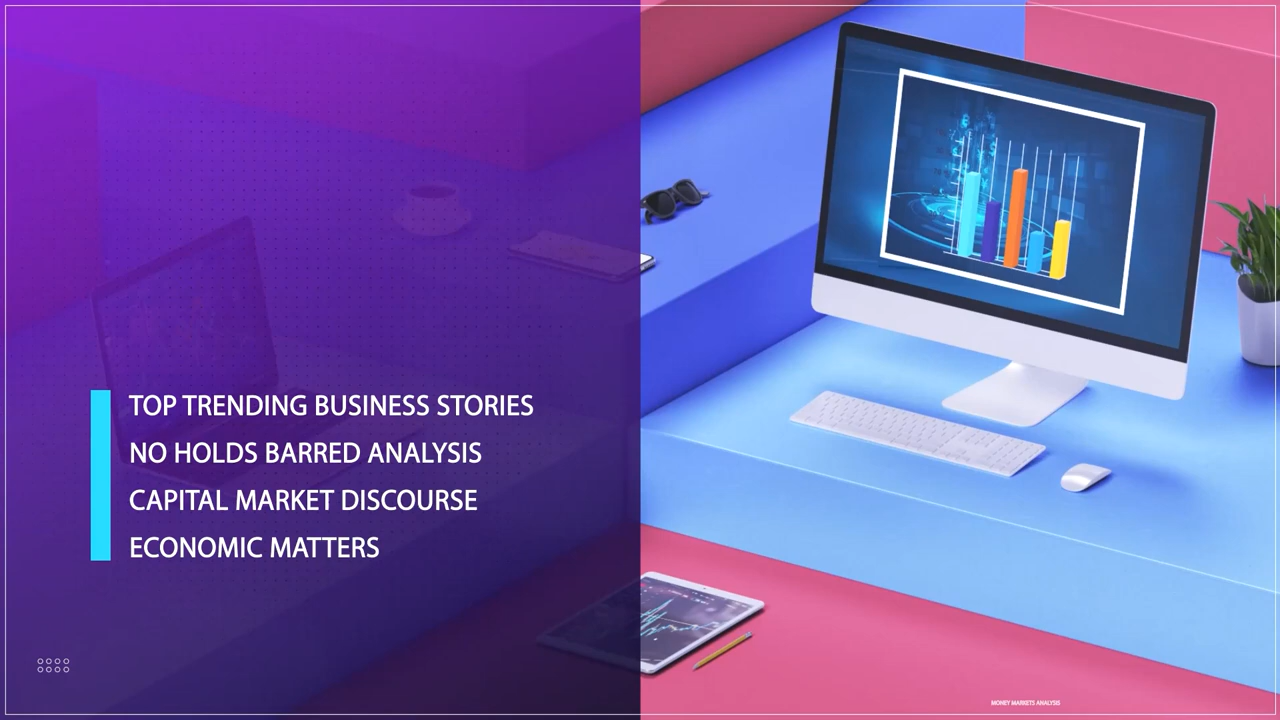 TOP TRENDING BUSINESS STORIES
NO HOLDS BARRED ANALYSIS
CAPITAL MARKET DISCOURSE
ECONOMIC MATTERS
MONEY MARKETS ANALYSIS